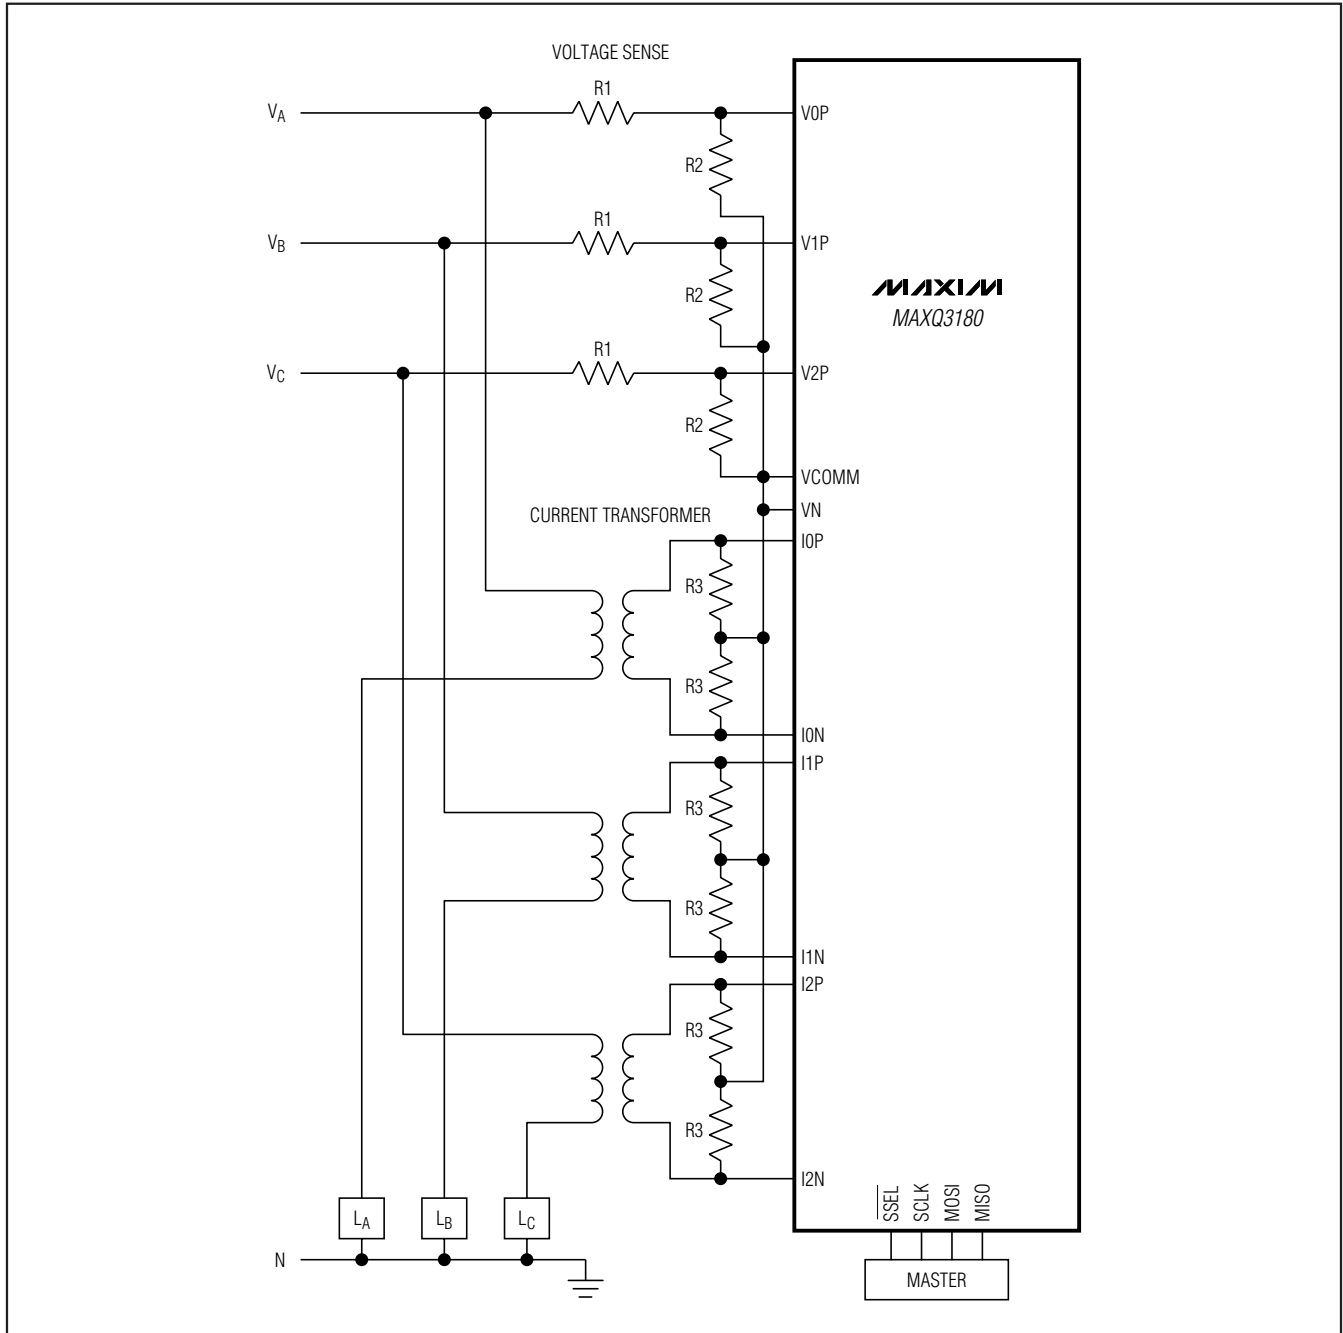 VOLTAGE SENSE
R1
VA
V0P
R2
R1
VB
V1P
R2
MAXIM
MAXQ3180
R1
VC
V2P
R2
VCOMM
VN
CURRENT TRANSFORMER
I0P
R3
R3
I0N
I1P
R3
R3
I1N
I2P
R3
R3
I2N
SSEL
SCLK
MOSI
MISO
LA
LB
LC
N
MASTER